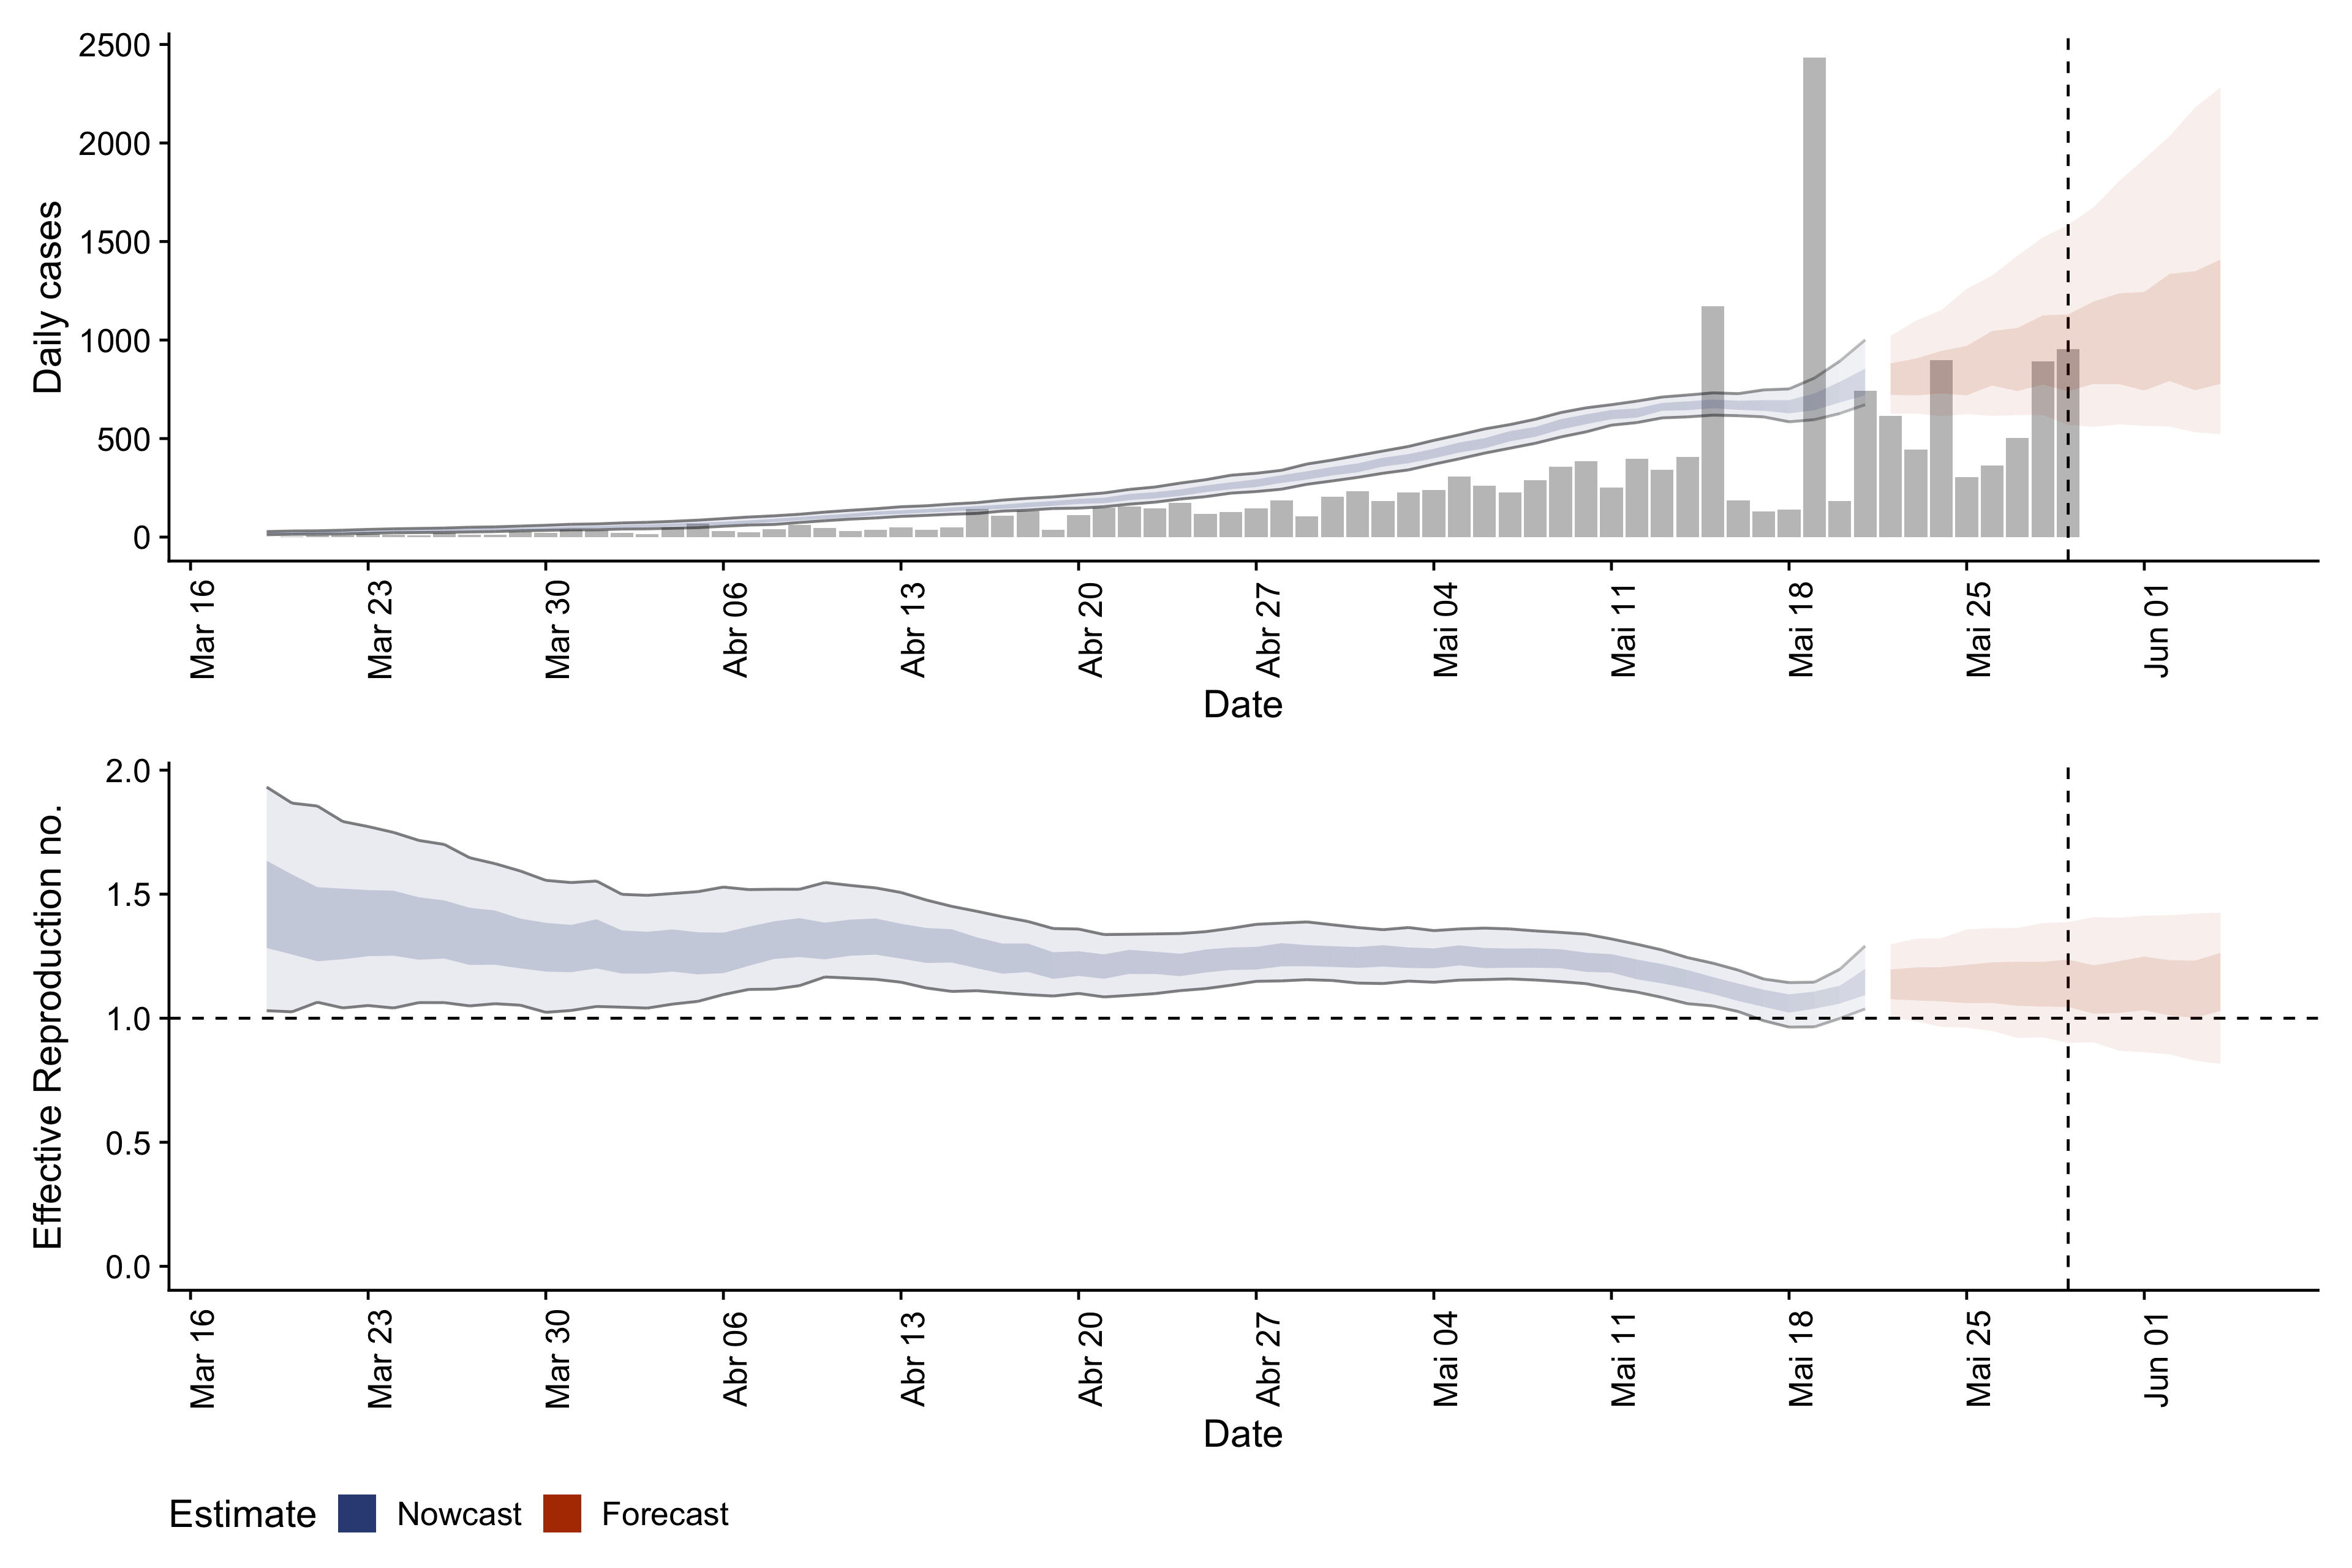 2500
2000
1500
1000
500
0
Daily cases
Mar 16
Mar 23
Mar 30
Abr 06
Abr 13
Abr 20
Abr 27
Mai 04
Mai 11
Mai 18
Mai 25
Jun 01
Date
2.0
1.5
1.0
0.5
0.0
Effective Reproduction no.
Mar 16
Mar 23
Mar 30
Abr 06
Abr 13
Abr 20
Abr 27
Mai 04
Mai 11
Mai 18
Mai 25
Jun 01
Date
Estimate Nowcast Forecast